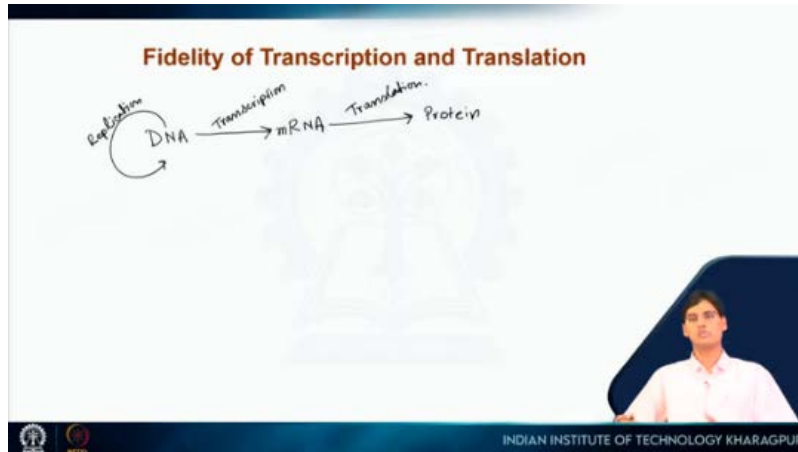 Fidelity of Transcription and Translation
Replication
DNA Transcription mRNA Translation. Protein
INDIAN INSTITUTE OF TECHNOLOGY KHARAGPUR